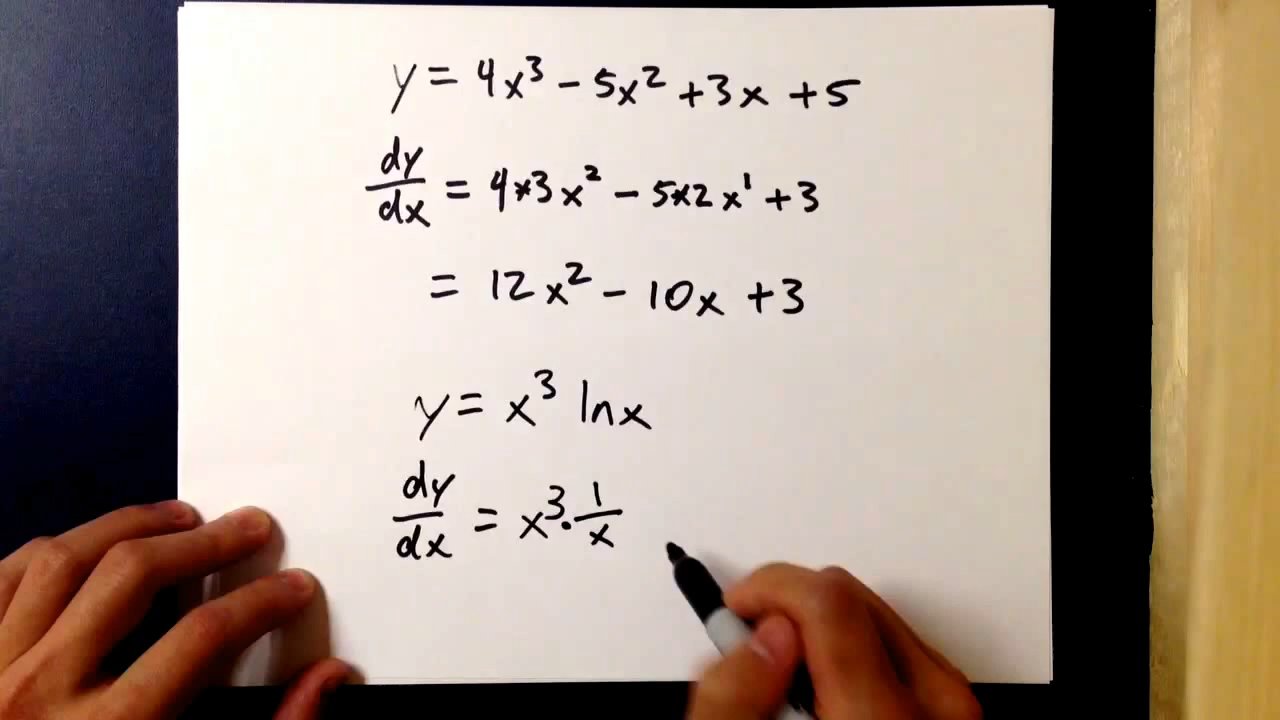 y = 4x³ - 5x² + 3x + 5
dy/dx = 4*3x² - 5*2x¹ + 3
= 12x² - 10x + 3
y = x³ ln x
dy/dx = x³ · 1/x